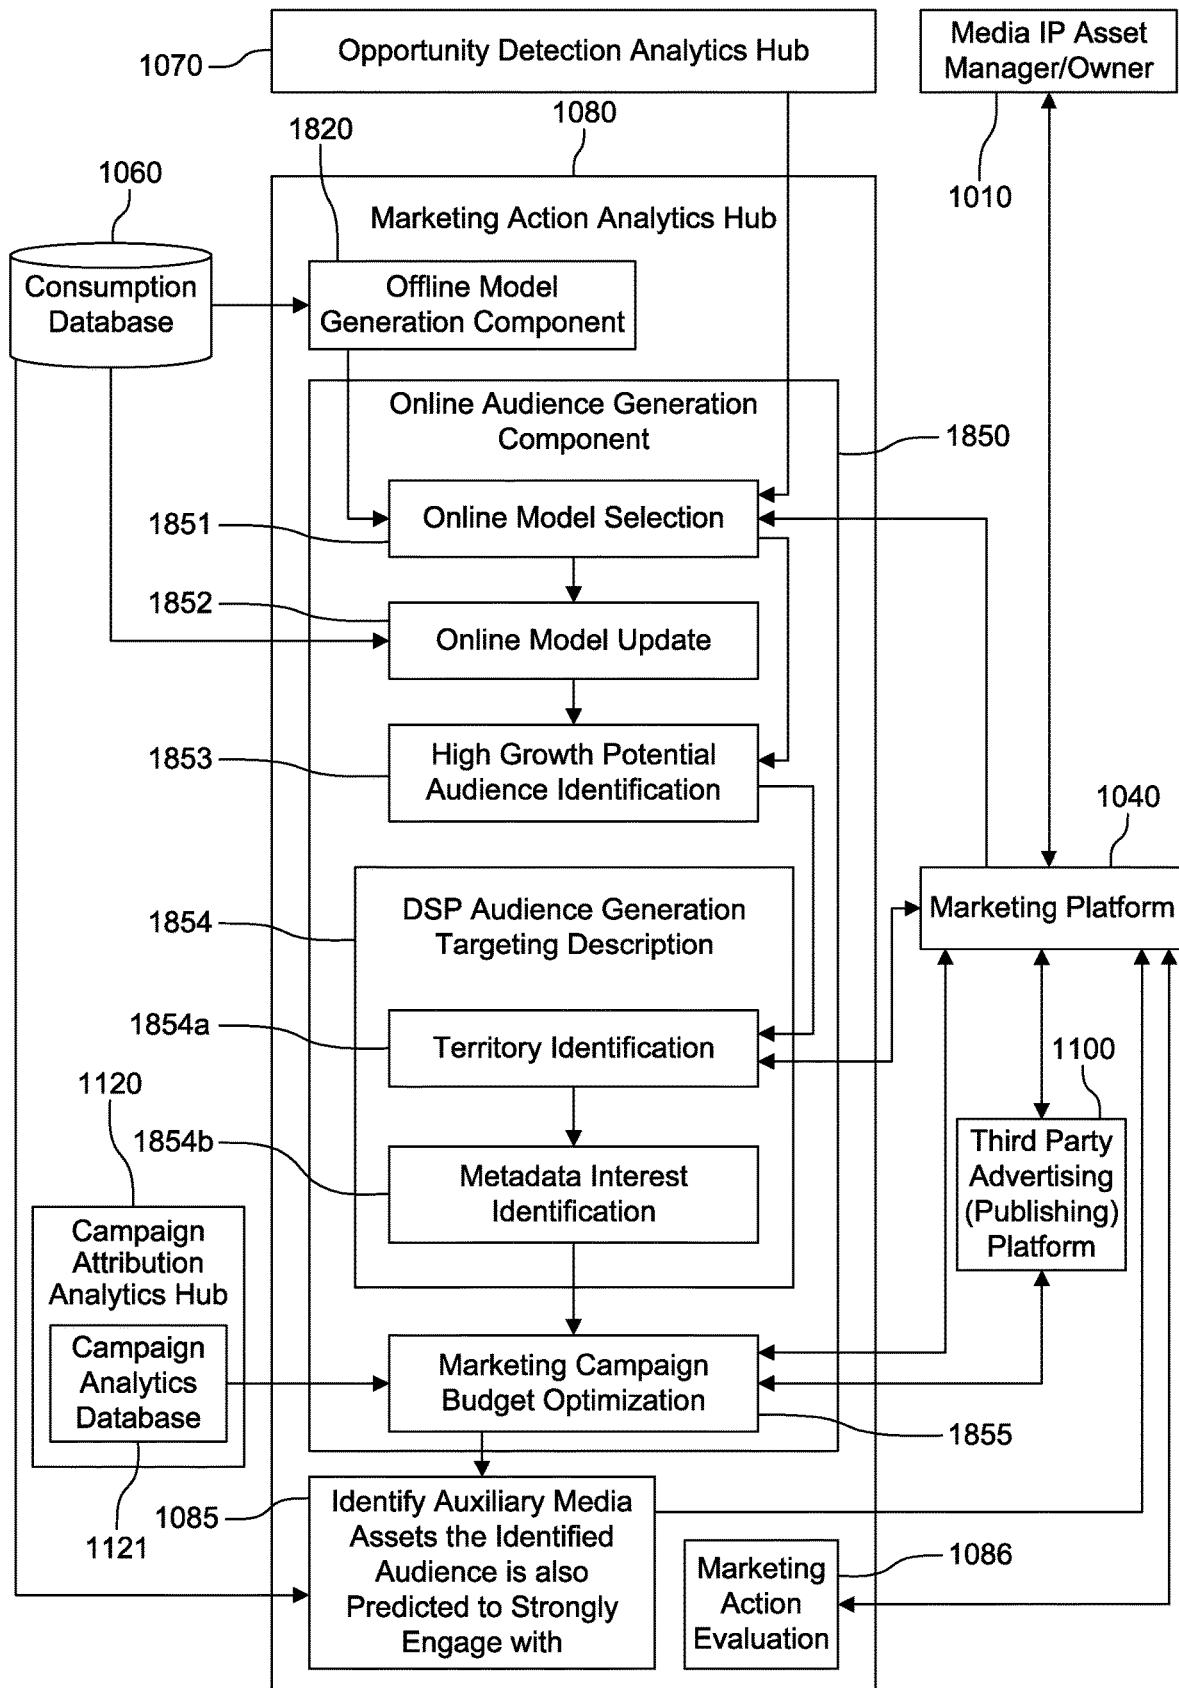 Opportunity Detection Analytics Hub
1070
Media IP Asset
Manager/Owner
1010
1080
1820
1060
Marketing Action Analytics Hub
Consumption
Database
Offline Model
Generation Component
Online Audience Generation
Component
1850
Online Model Selection
1851
1852
Online Model Update
1853
High Growth Potential
Audience Identification
1040
Marketing Platform
1854
DSP Audience Generation
Targeting Description
1854a
Territory Identification
1120
1100
1854b
Metadata Interest
Identification
Third Party
Advertising
(Publishing)
Platform
Campaign
Attribution
Analytics Hub
Campaign
Analytics
Database
Marketing Campaign
Budget Optimization
1855
1085
1121
Identify Auxiliary Media
Assets the Identified
Audience is also
Predicted to Strongly
Engage with
1086
Marketing
Action
Evaluation